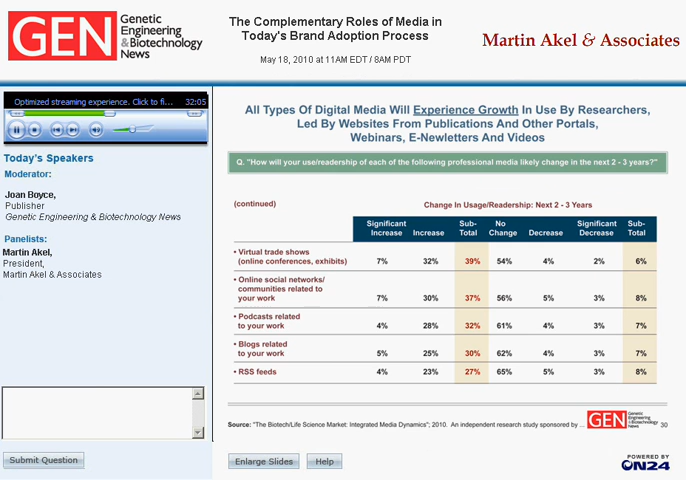 GEN Genetic Engineering & Biotechnology News
The Complementary Roles of Media in
Today's Brand Adoption Process
May 18, 2010 at 11AM EDT / 8AM PDT
Martin Akel & Associates
Optimized streaming experience. Click to fi... 32:05
Today's Speakers
Moderator:
Joan Boyce,
Publisher
Genetic Engineering & Biotechnology News
Panelists:
Martin Akel,
President,
Martin Akel & Associates
Submit Question
All Types Of Digital Media Will Experience Growth In Use By Researchers,
Led By Websites From Publications And Other Portals,
Webinars, E-Newletters And Videos
Q. "How will your use/readership of each of the following professional media likely change in the next 2 - 3 years?"
(continued) Change In Usage/Readership: Next 2 - 3 Years
Significant Increase Increase Sub-Total No Change Decrease Significant Decrease Sub-Total
• Virtual trade shows
(online conferences, exhibits) 7% 32% 39% 54% 4% 2% 6%
• Online social networks/
communities related to
your work 7% 30% 37% 56% 5% 3% 8%
• Podcasts related
to your work 4% 28% 32% 61% 4% 3% 7%
• Blogs related
to your work 5% 25% 30% 62% 4% 3% 7%
• RSS feeds 4% 23% 27% 65% 5% 3% 8%
Source: "The Biotech/Life Science Market: Integrated Media Dynamics"; 2010. An independent research study sponsored by ... GEN Genetic Engineering & Biotechnology News 30
Enlarge Slides Help
POWERED BY
ON24